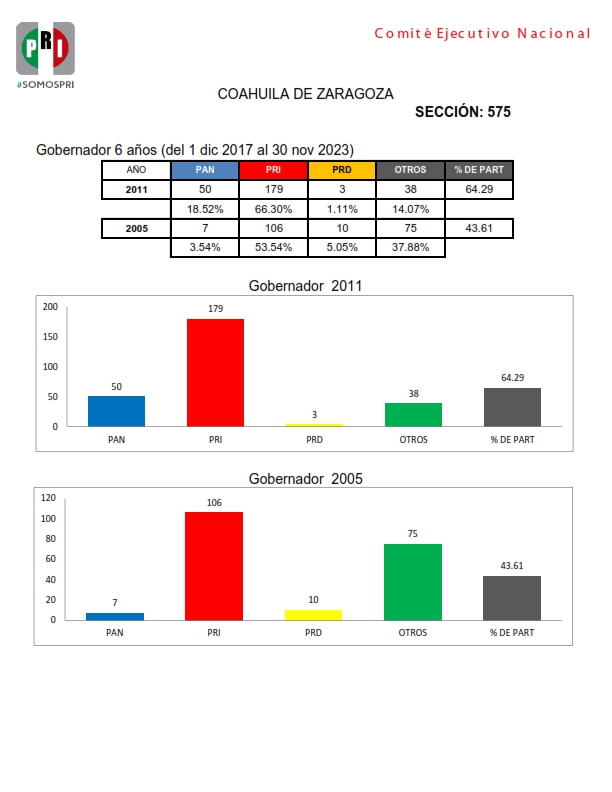 Comité Ejecutivo Nacional
PRI
#SOMOSPRI
COAHUILA DE ZARAGOZA
SECCIÓN: 575
Gobernador 6 años (del 1 dic 2017 al 30 nov 2023)
AÑO PAN PRI PRD OTROS % DE PART
2011 50 179 3 38 64.29
18.52% 66.30% 1.11% 14.07%
2005 7 106 10 75 43.61
3.54% 53.54% 5.05% 37.88%
Gobernador 2011
200
150
100
50
0
50 179 3 38 64.29
PAN PRI PRD OTROS % DE PART
Gobernador 2005
120
100
80
60
40
20
0
7 106 10 75 43.61
PAN PRI PRD OTROS % DE PART